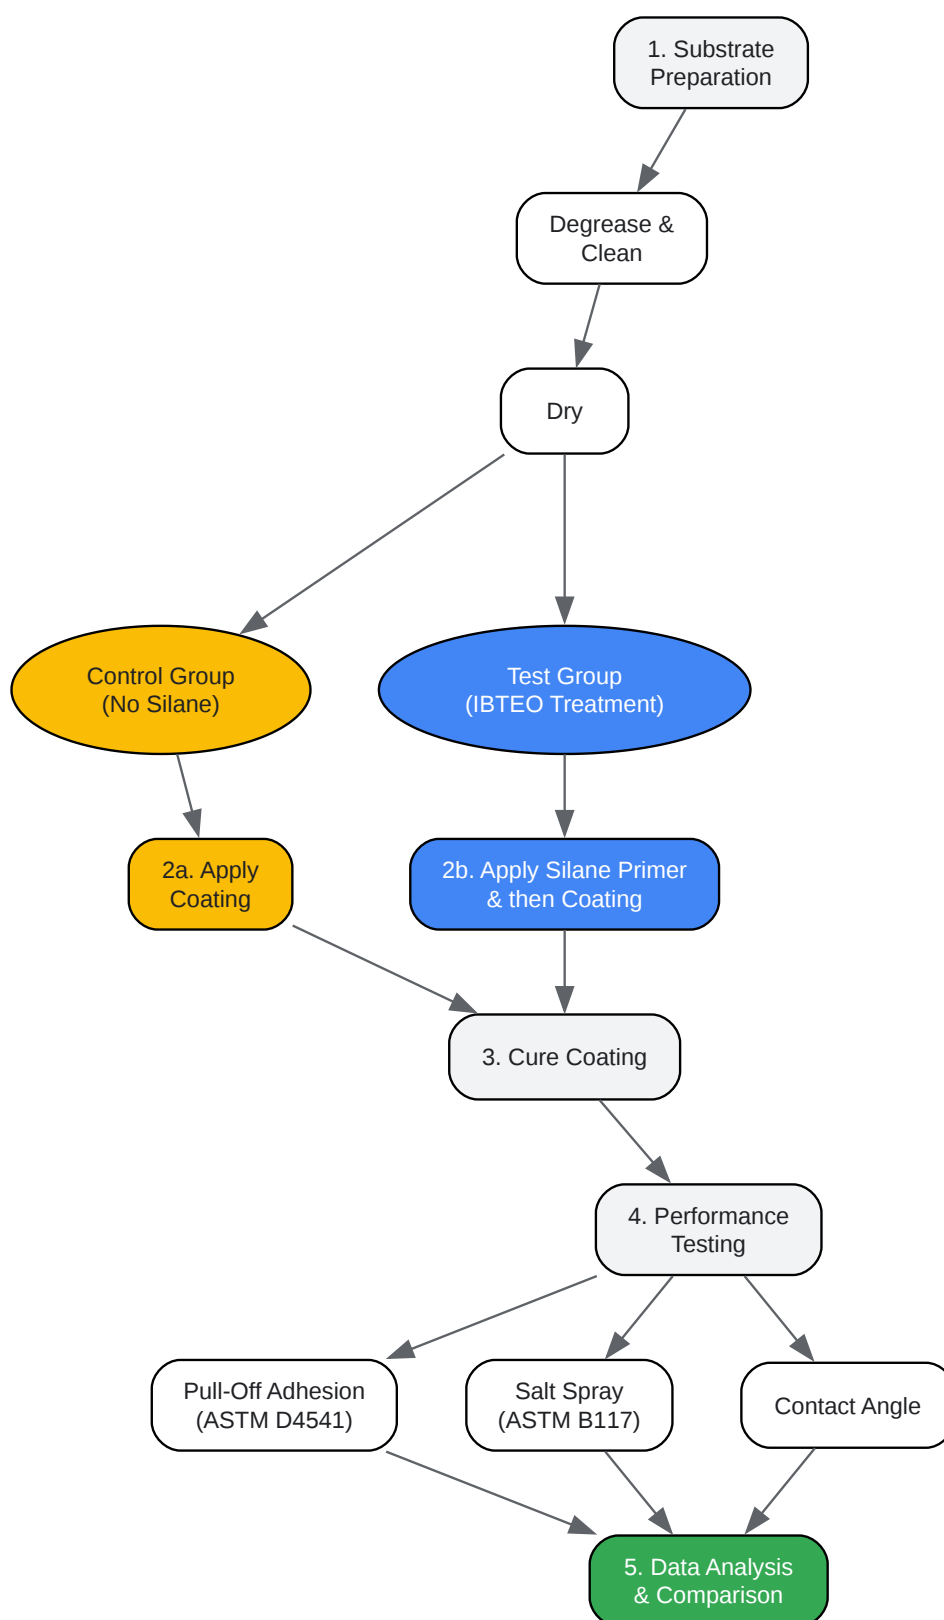 1. Substrate
Preparation
Degrease &
Clean
Dry
Control Group
(No Silane)
Test Group
(IBTEO Treatment)
2a. Apply
Coating
2b. Apply Silane Primer
& then Coating
3. Cure Coating
4. Performance
Testing
Pull-Off Adhesion
(ASTM D4541)
Salt Spray
(ASTM B117)
Contact Angle
5. Data Analysis
& Comparison